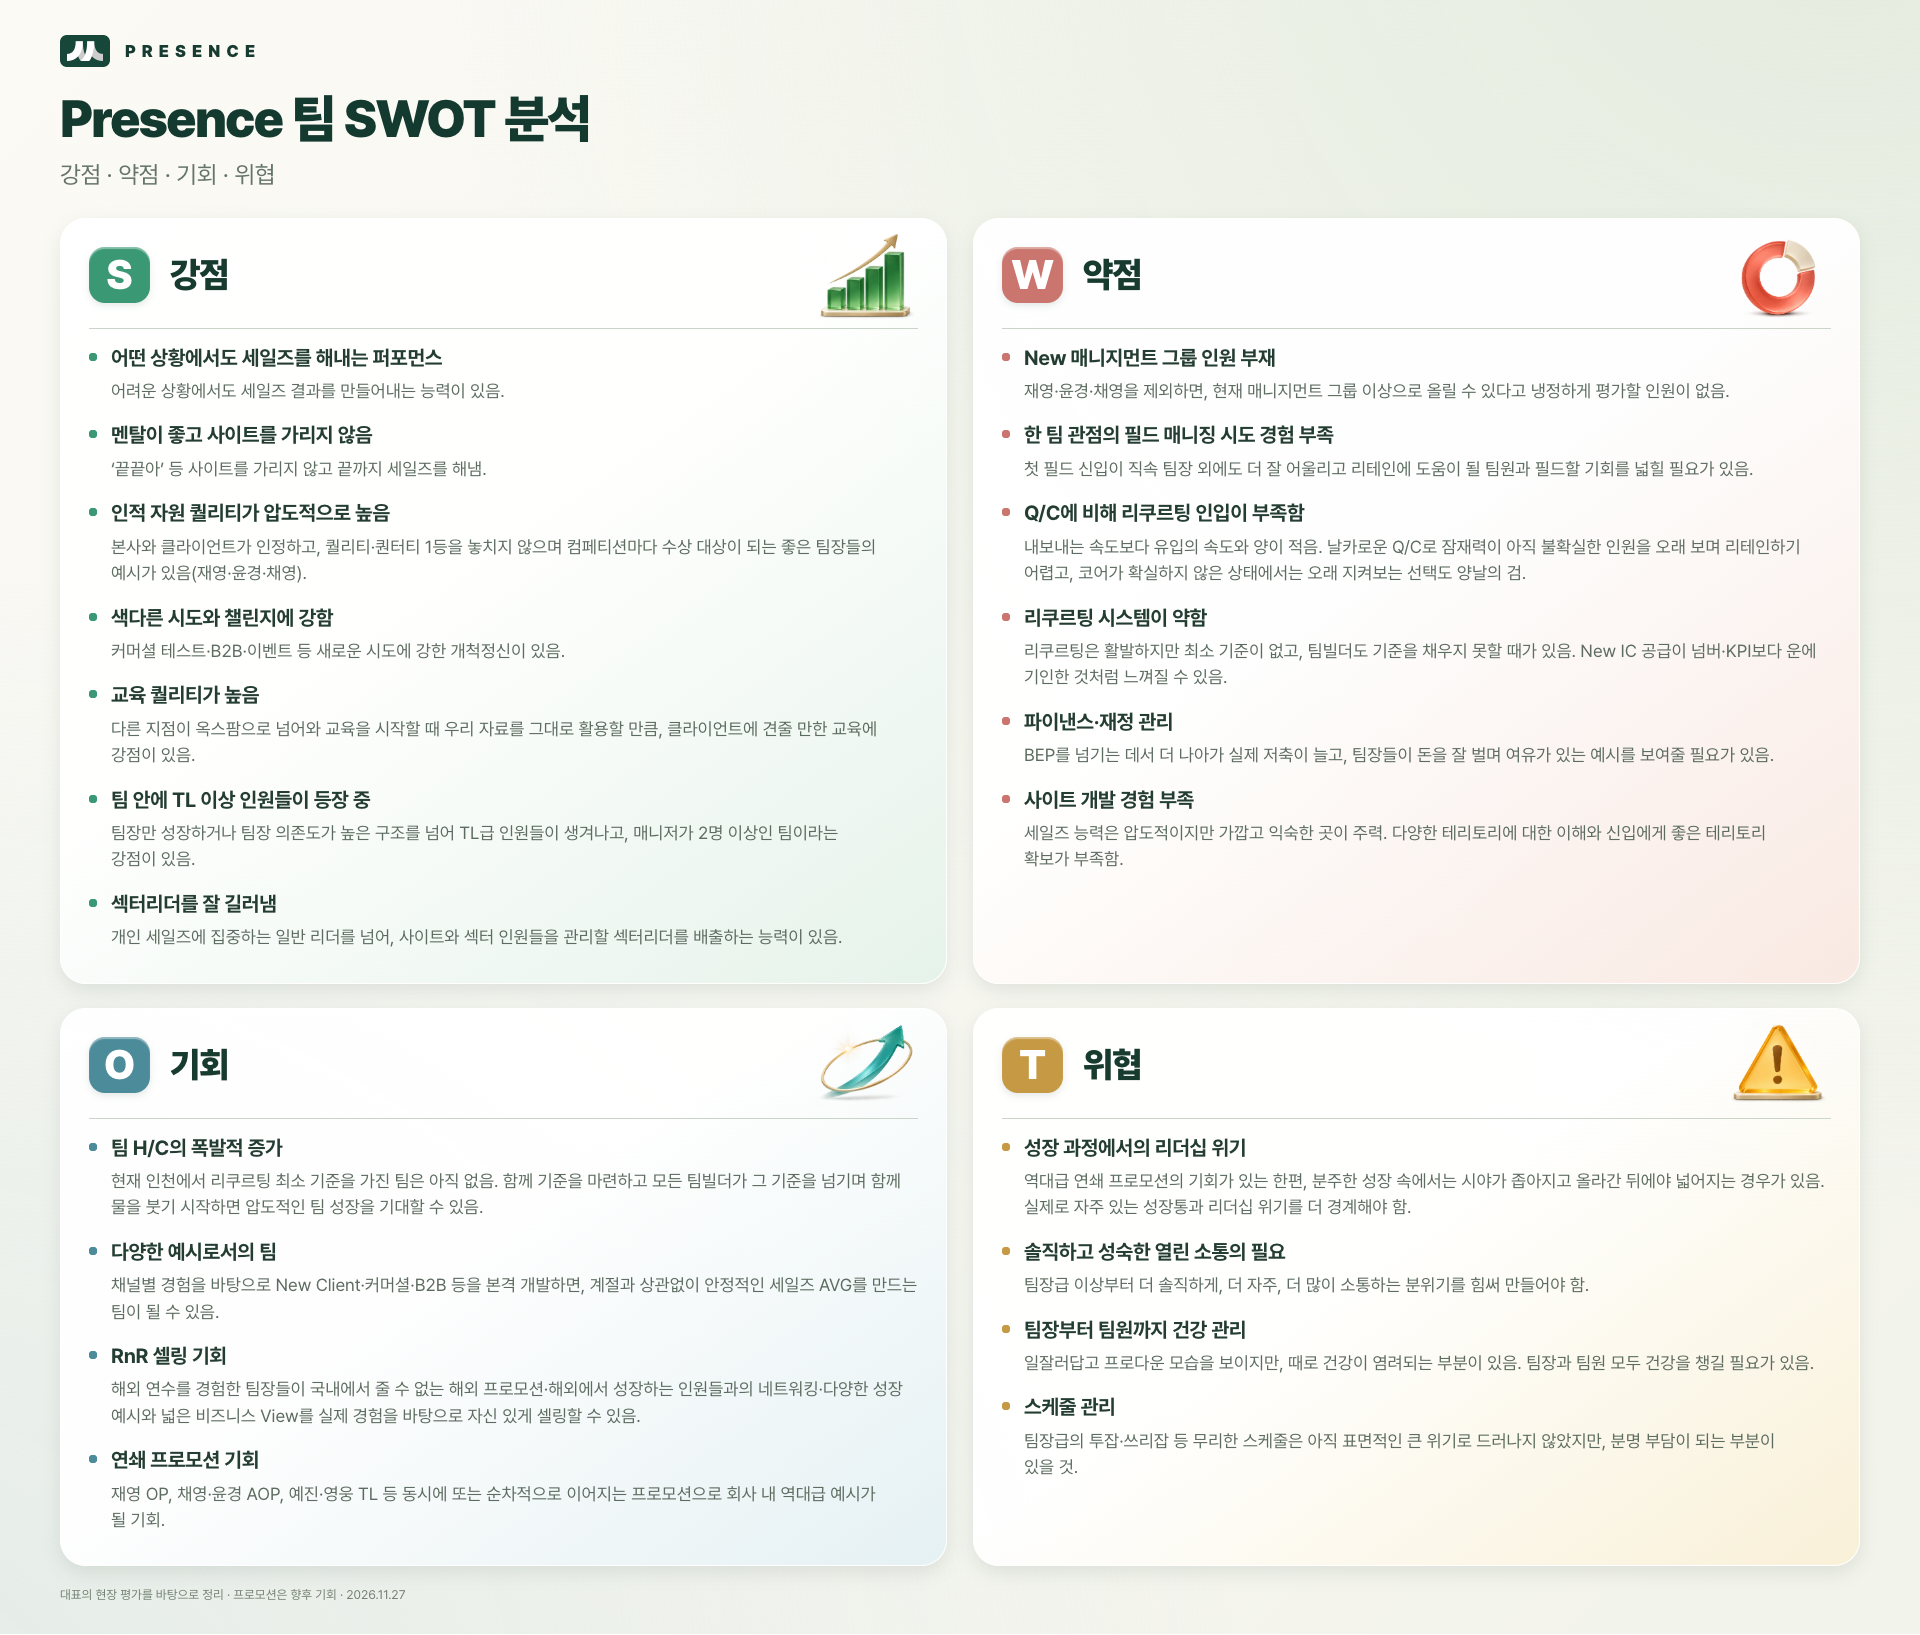 PRESENCE
Presence 팀 SWOT 분석
강점 · 약점 · 기회 · 위협
S 강점
어떤 상황에서도 세일즈를 해내는 퍼포먼스
어려운 상황에서도 세일즈 결과를 만들어내는 능력이 있음.
멘탈이 좋고 사이트를 가리지 않음
‘끝끝아’ 등 사이트를 가리지 않고 끝까지 세일즈를 해냄.
인적 자원 퀄리티가 압도적으로 높음
본사와 클라이언트가 인정하고, 퀄리티·퀀터티 1등을 놓치지 않으며 컴페티션마다 수상 대상이 되는 좋은 팀장들의
예시가 있음(재영·윤경·채영).
색다른 시도와 챌린지에 강함
커머셜 테스트·B2B·이벤트 등 새로운 시도에 강한 개척정신이 있음.
교육 퀄리티가 높음
다른 지점이 옥스팜으로 넘어와 교육을 시작할 때 우리 자료를 그대로 활용할 만큼, 클라이언트에 견줄 만한 교육에
강점이 있음.
팀 안에 TL 이상 인원들이 등장 중
팀장만 성장하거나 팀장 의존도가 높은 구조를 넘어 TL급 인원들이 생겨나고, 매니저가 2명 이상인 팀이라는
강점이 있음.
섹터리더를 잘 길러냄
개인 세일즈에 집중하는 일반 리더를 넘어, 사이트와 섹터 인원들을 관리할 섹터리더를 배출하는 능력이 있음.
W 약점
New 매니지먼트 그룹 인원 부재
재영·윤경·채영을 제외하면, 현재 매니지먼트 그룹 이상으로 올릴 수 있다고 냉정하게 평가할 인원이 없음.
한 팀 관점의 필드 매니징 시도 경험 부족
첫 필드 신입이 직속 팀장 외에도 더 잘 어울리고 리테인에 도움이 될 팀원과 필드할 기회를 넓힐 필요가 있음.
Q/C에 비해 리쿠르팅 인입이 부족함
내보내는 속도보다 유입의 속도와 양이 적음. 날카로운 Q/C로 잠재력이 아직 불확실한 인원을 오래 보며 리테인하기
어렵고, 코어가 확실하지 않은 상태에서는 오래 지켜보는 선택도 양날의 검.
리쿠르팅 시스템이 약함
리쿠르팅은 활발하지만 최소 기준이 없고, 팀빌더도 기준을 채우지 못할 때가 있음. New IC 공급이 넘버·KPI보다 운에
기인한 것처럼 느껴질 수 있음.
파이낸스·재정 관리
BEP를 넘기는 데서 더 나아가 실제 저축이 늘고, 팀장들이 돈을 잘 벌며 여유가 있는 예시를 보여줄 필요가 있음.
사이트 개발 경험 부족
세일즈 능력은 압도적이지만 가깝고 익숙한 곳이 주력. 다양한 테리토리에 대한 이해와 신입에게 좋은 테리토리
확보가 부족함.
O 기회
팀 H/C의 폭발적 증가
현재 인천에서 리쿠르팅 최소 기준을 가진 팀은 아직 없음. 함께 기준을 마련하고 모든 팀빌더가 그 기준을 넘기며 함께
물을 붓기 시작하면 압도적인 팀 성장을 기대할 수 있음.
다양한 예시로서의 팀
채널별 경험을 바탕으로 New Client·커머셜·B2B 등을 본격 개발하면, 계절과 상관없이 안정적인 세일즈 AVG를 만드는
팀이 될 수 있음.
RnR 셀링 기회
해외 연수를 경험한 팀장들이 국내에서 줄 수 없는 해외 프로모션·해외에서 성장하는 인원들과의 네트워킹·다양한 성장
예시와 넓은 비즈니스 View를 실제 경험을 바탕으로 자신 있게 셀링할 수 있음.
연쇄 프로모션 기회
재영 OP, 채영·윤경 AOP, 예진·영웅 TL 등 동시에 또는 순차적으로 이어지는 프로모션으로 회사 내 역대급 예시가
될 기회.
T 위협
성장 과정에서의 리더십 위기
역대급 연쇄 프로모션의 기회가 있는 한편, 분주한 성장 속에서는 시야가 좁아지고 올라간 뒤에야 넓어지는 경우가 있음.
실제로 자주 있는 성장통과 리더십 위기를 더 경계해야 함.
솔직하고 성숙한 열린 소통의 필요
팀장급 이상부터 더 솔직하게, 더 자주, 더 많이 소통하는 분위기를 힘써 만들어야 함.
팀장부터 팀원까지 건강 관리
일잘러답고 프로다운 모습을 보이지만, 때로 건강이 염려되는 부분이 있음. 팀장과 팀원 모두 건강을 챙길 필요가 있음.
스케줄 관리
팀장급의 투잡·쓰리잡 등 무리한 스케줄은 아직 표면적인 큰 위기로 드러나지 않았지만, 분명 부담이 되는 부분이
있을 것.
대표의 현장 평가를 바탕으로 정리 · 프로모션은 향후 기회 · 2026.11.27